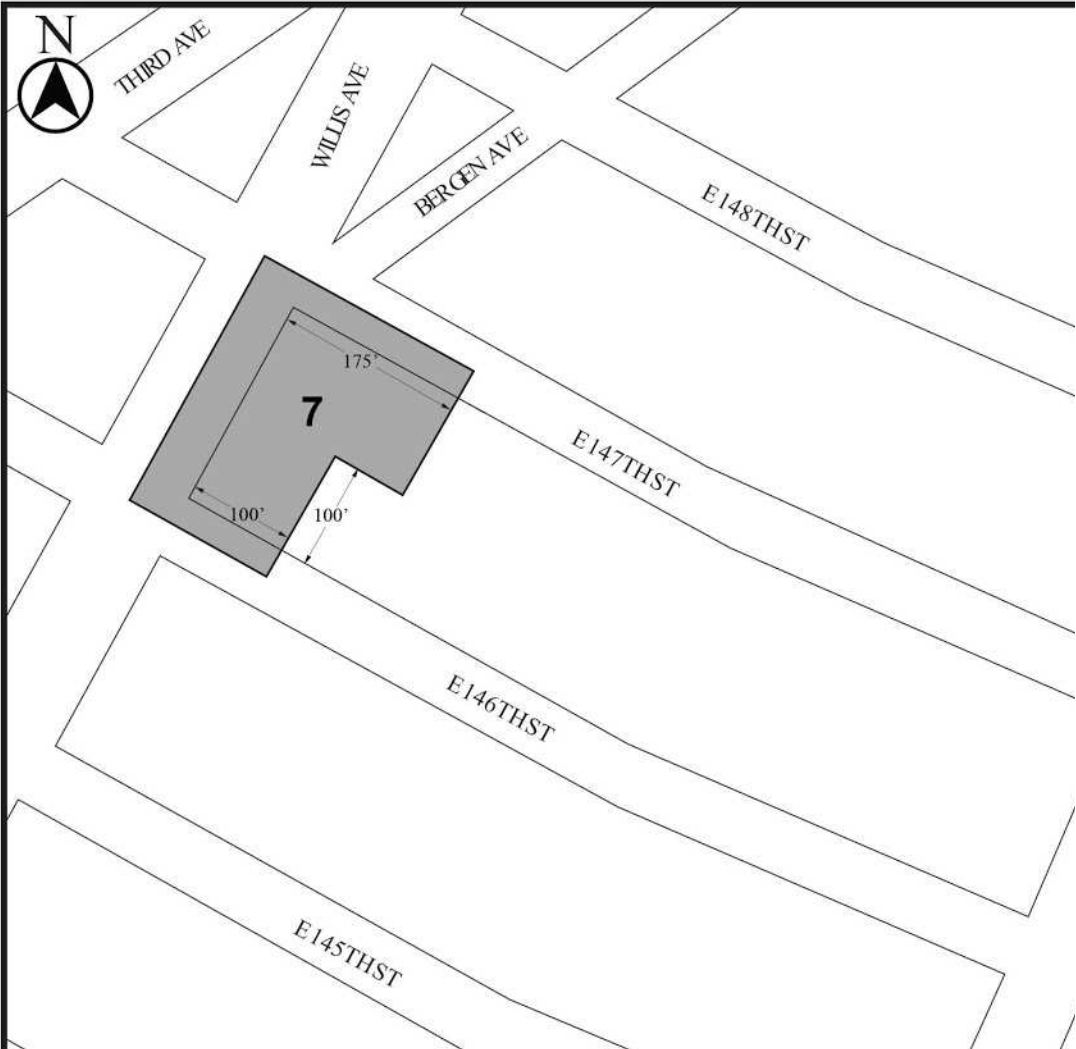 N
THIRD AVE
WILLIS AVE
BERGEN AVE
E148THST
175'
7
E147THST
100'
100'
E146THST
E145THST